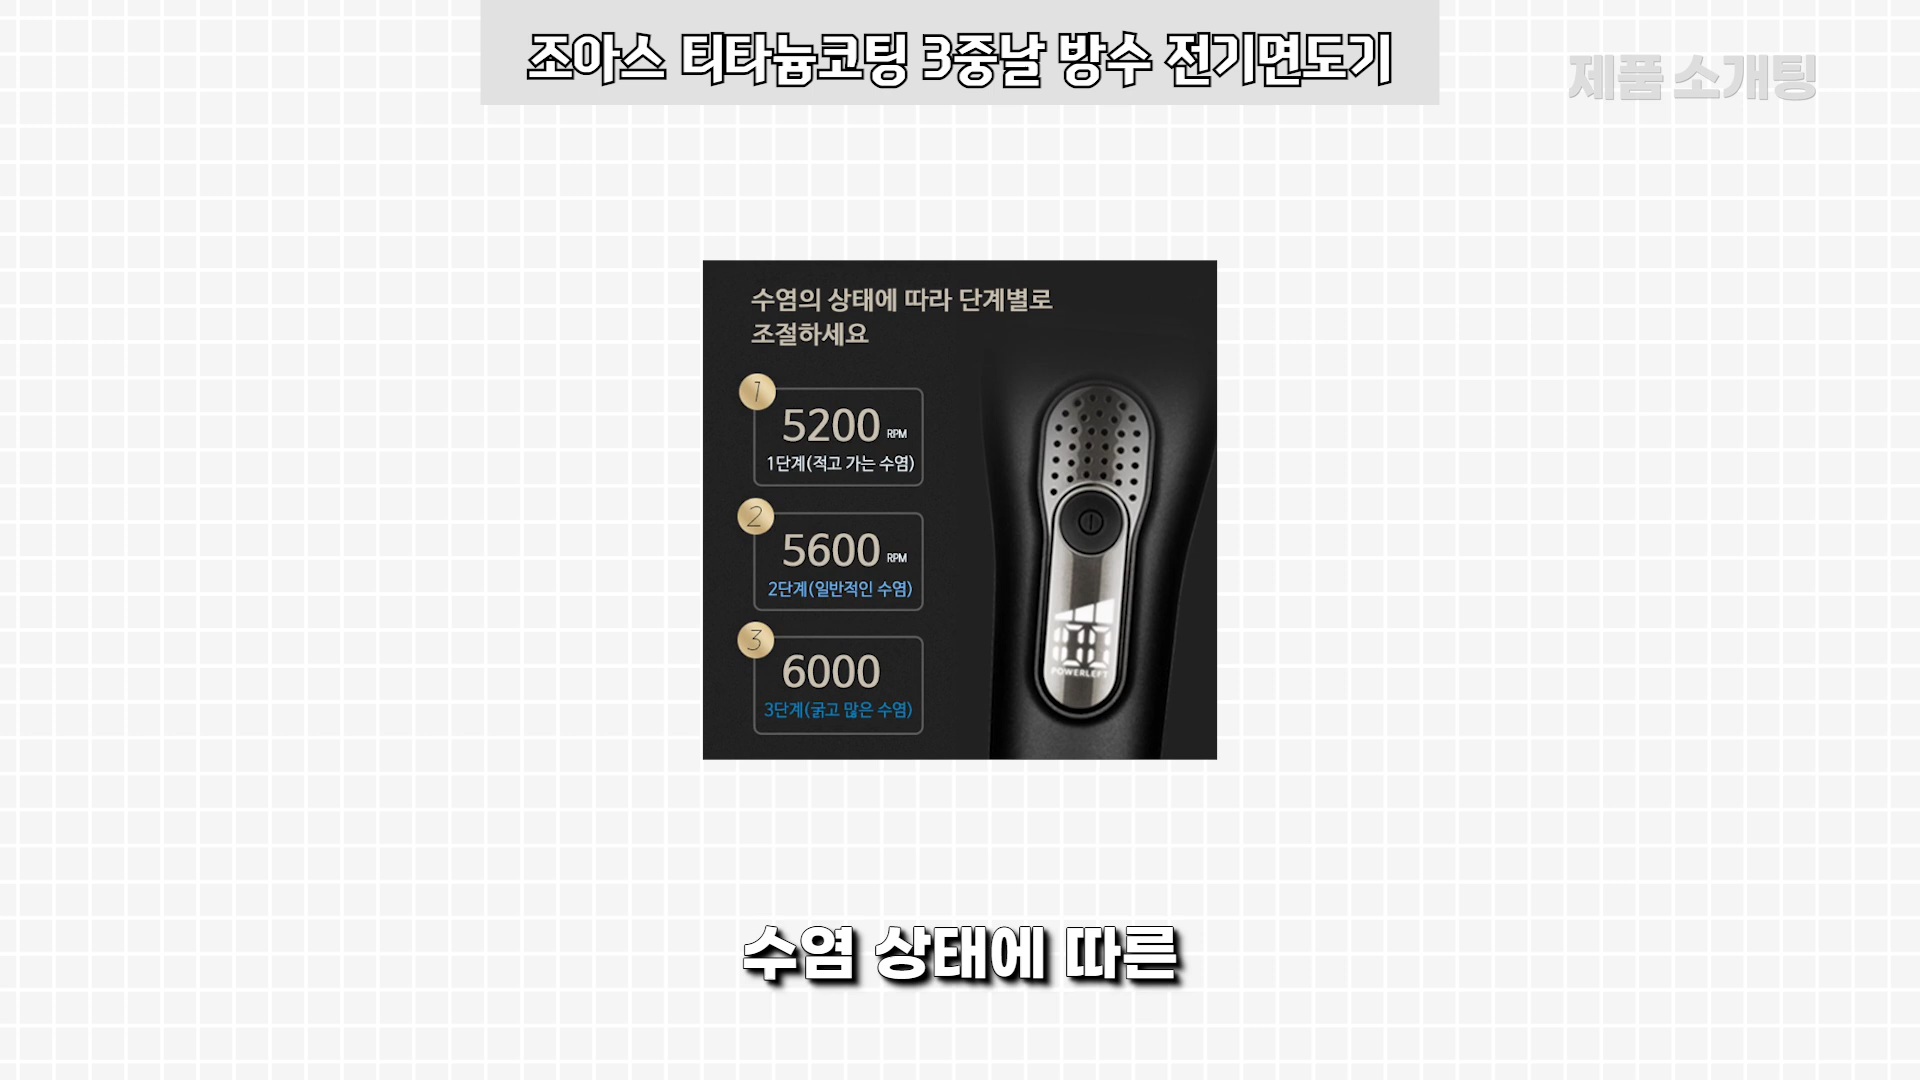 조아스 티타늄코팅 3중날 방수 전기면도기
제품 소개팅
수염의 상태에 따라 단계별로
조절하세요
1
5200 RPM
1단계(적고 가는 수염)
2
5600 RPM
2단계(일반적인 수염)
3
6000
3단계(굵고 많은 수염)
POWERLEFT
수염 상태에 따른